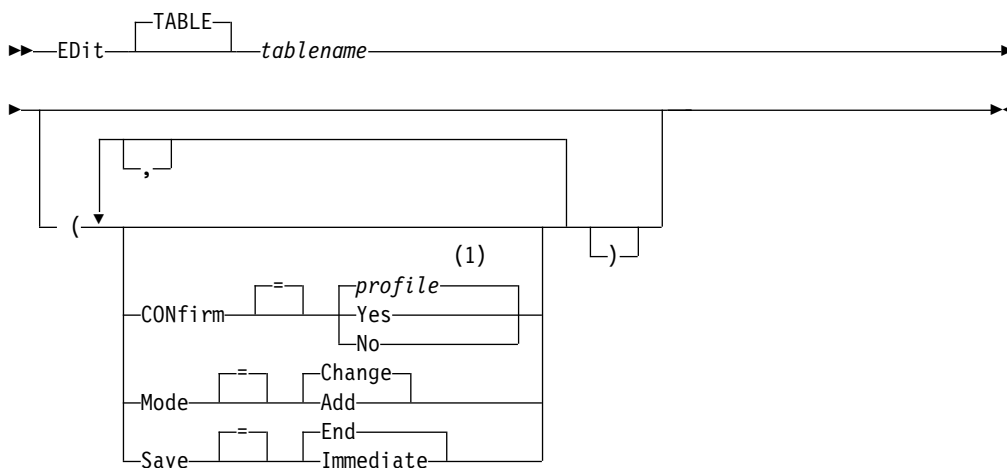 TABLE
EDit tablename
,
(
)
(1)
= profile
CONfirm Yes
No
= Change
Mode Add
= End
Save Immediate